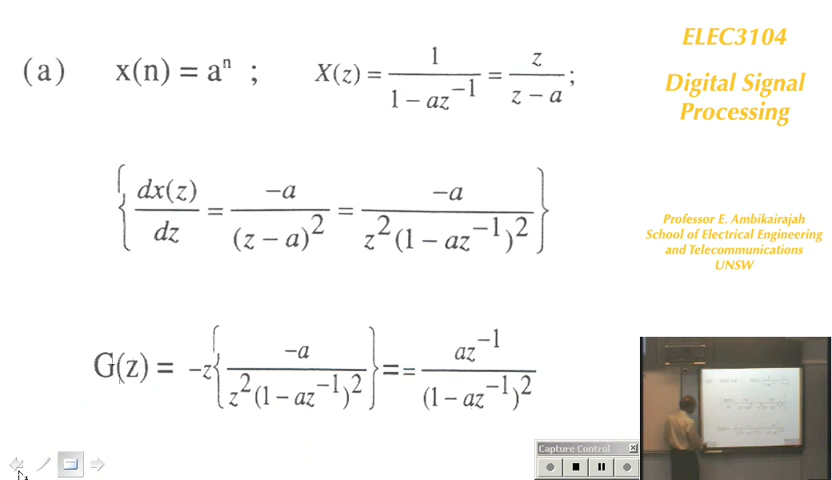 (a) x(n) = aⁿ ; X(z) = 1 / (1 − az⁻¹) = z / (z − a) ;
{ dx(z)/dz = −a / (z − a)² = −a / (z²(1 − az⁻¹)²) }
G(z) = −z{ −a / (z²(1 − az⁻¹)²) } = = az⁻¹ / (1 − az⁻¹)²
ELEC3104
Digital Signal
Processing
Professor E. Ambikairajah
School of Electrical Engineering
and Telecommunications
UNSW
Capture Control